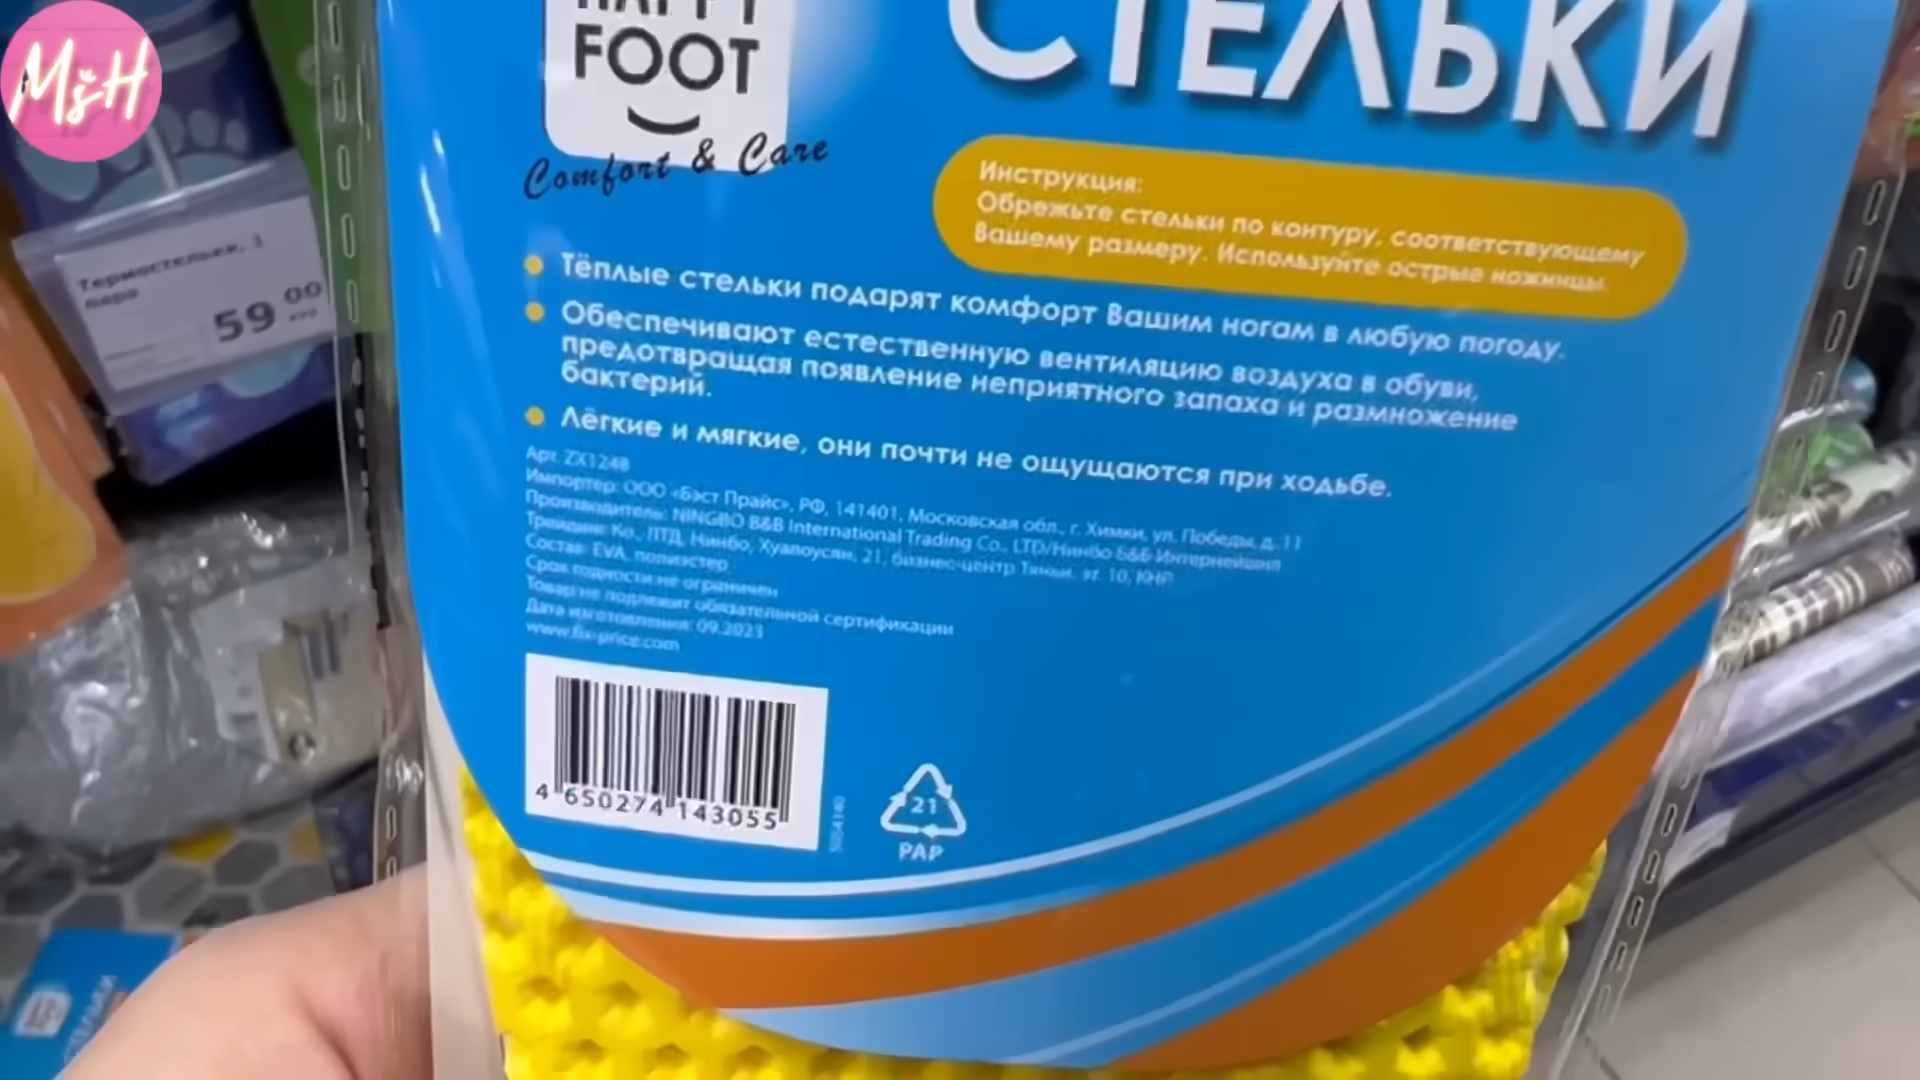 M&H
HAPPY
FOOT
Comfort & Care
СТЕЛЬКИ
Инструкция:
Обрежьте стельки по контуру, соответствующему
Вашему размеру. Используйте острые ножницы.
Тёплые стельки подарят комфорт Вашим ногам в любую погоду.
Обеспечивают естественную вентиляцию воздуха в обуви,
предотвращая появление неприятного запаха и размножение
бактерий.
Лёгкие и мягкие, они почти не ощущаются при ходьбе.
Арт. ZX1248
Импортер: ООО «Бэст Прайс», РФ, 141401, Московская обл., г. Химки, ул. Победы, д. 11
Производитель: NINGBO B&B International Trading Co., LTD/Нинбо Б&Б Интернейшнл
Трейдинг Ко., ЛТД, Нинбо, Хуалоусян, 21, бизнес-центр эт. 10, КНР
Состав: EVA, полиэстер
Срок годности не ограничен
Товар не подлежит обязательной сертификации
Дата изготовления: 09.2023
www.fix-price.com
4 650274 143055
21
PAP
Термостельки, 1
пара
59 00
СТЕЛЬКИ